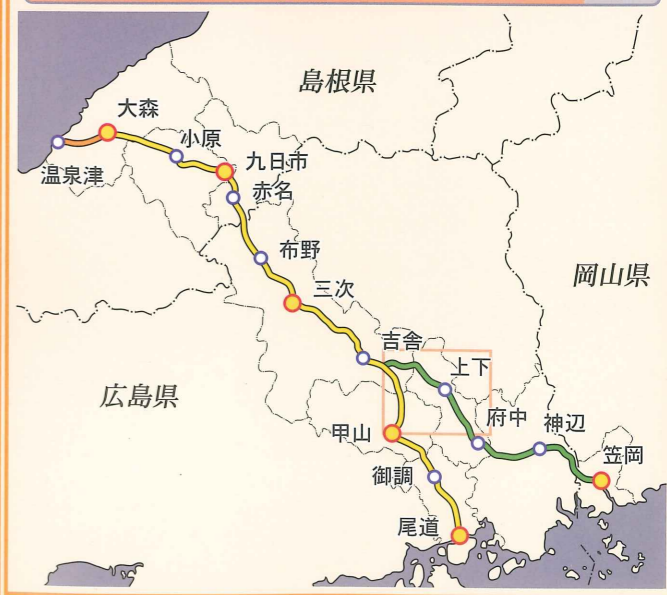 島根県
大森
小原
九日市
温泉津
赤名
布野
岡山県
三次
吉舎
上下
広島県
府中
神辺
甲山
笠岡
御調
尾道